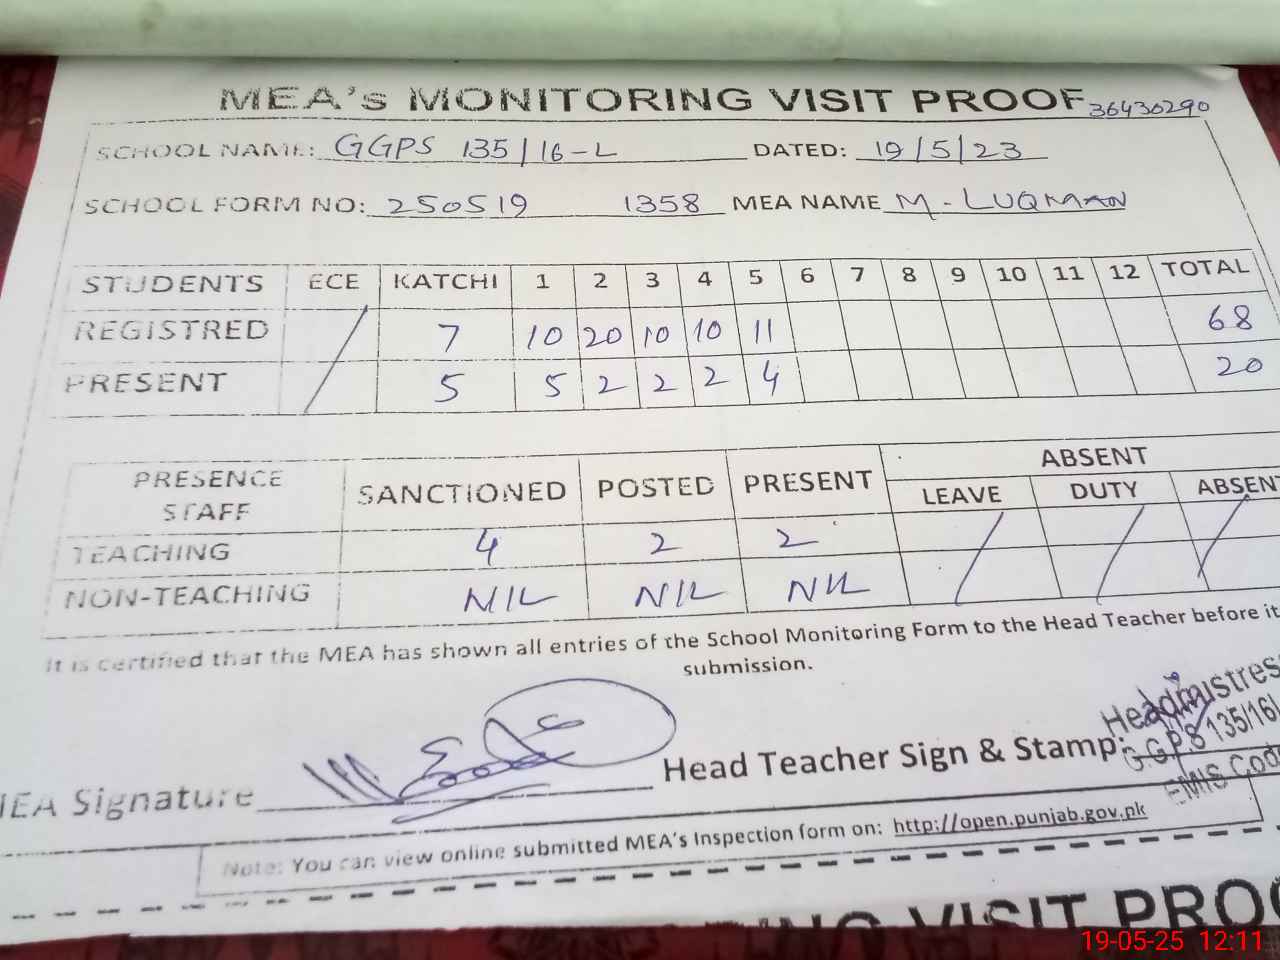 MEA's MONITORING VISIT PROOF 36430290
SCHOOL NAME: GGPS 135/16-L DATED: 19/5/23
SCHOOL FORM NO: 250519 1358 MEA NAME M. LUQMAN
STUDENTS ECE KATCHI 1 2 3 4 5 6 7 8 9 10 11 12 TOTAL
REGISTRED 7 10 20 10 10 11 68
PRESENT 5 5 2 2 2 4 20
PRESENCE STAFF SANCTIONED POSTED PRESENT ABSENT
LEAVE DUTY ABSENT
TEACHING 4 2 2
NON-TEACHING NIL NIL NIL
It is certified that the MEA has shown all entries of the School Monitoring Form to the Head Teacher before it
submission.
MEA Signature Head Teacher Sign & Stamp:
Headmistress
G.G.P.S 135/16/
EMIS Code
Note: You can view online submitted MEA's Inspection form on: http://open.punjab.gov.pk
VISIT PROO
19-05-25 12:11